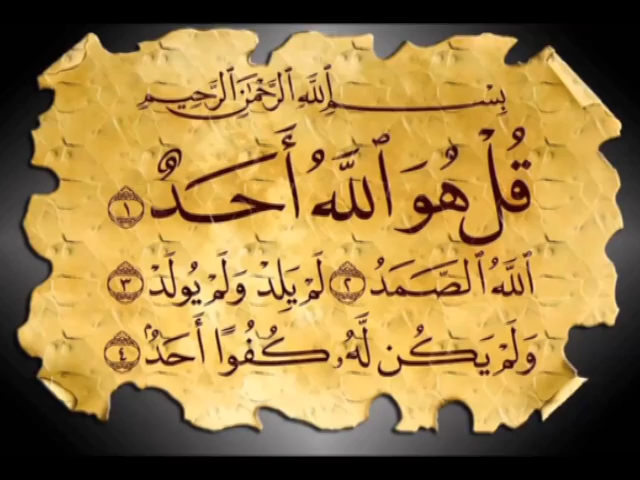 بِسْمِ ٱللَّهِ ٱلرَّحْمَٰنِ ٱلرَّحِيمِ
قُلْ هُوَ ٱللَّهُ أَحَدٌ ١
ٱللَّهُ ٱلصَّمَدُ ٢ لَمْ يَلِدْ وَلَمْ يُولَدْ ٣
وَلَمْ يَكُن لَّهُۥ كُفُوًا أَحَدٌۢ ٤